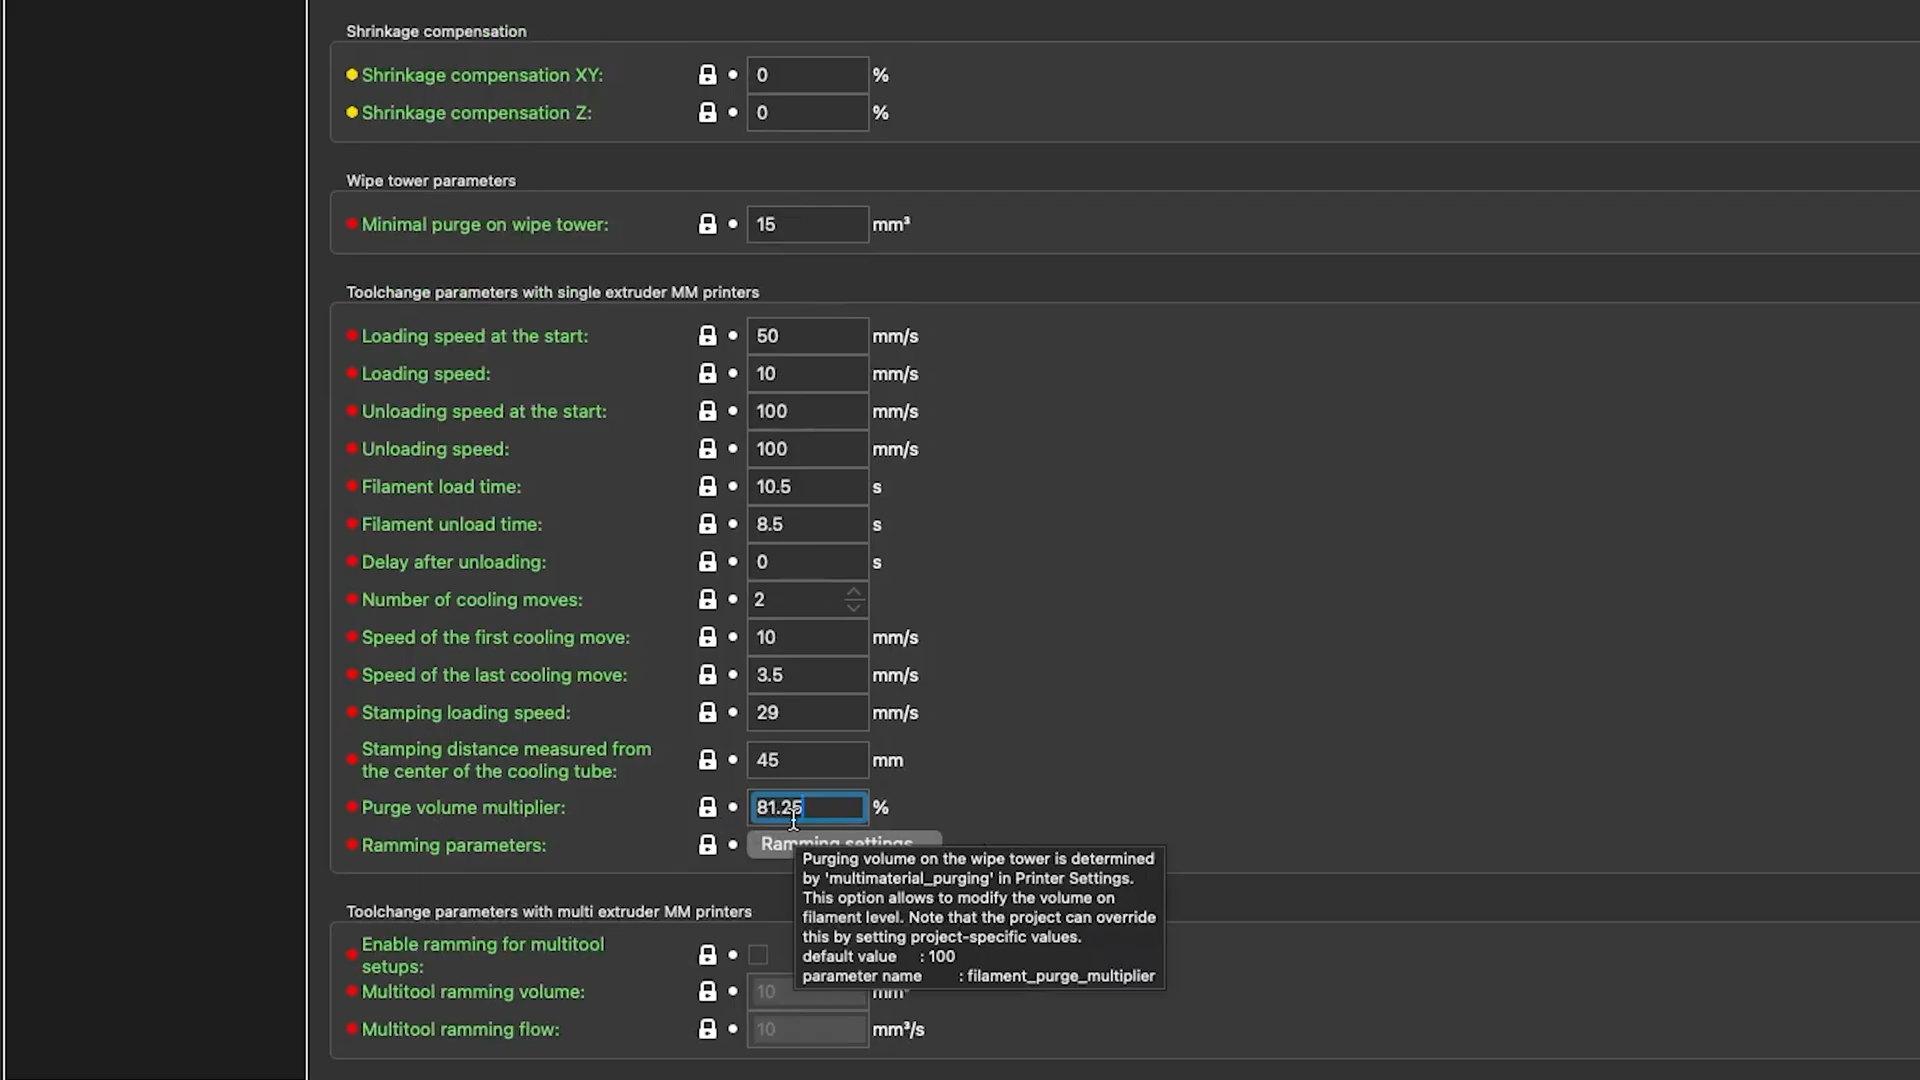 Shrinkage compensation
Shrinkage compensation XY: 0 %
Shrinkage compensation Z: 0 %
Wipe tower parameters
Minimal purge on wipe tower: 15 mm³
Toolchange parameters with single extruder MM printers
Loading speed at the start: 50 mm/s
Loading speed: 10 mm/s
Unloading speed at the start: 100 mm/s
Unloading speed: 100 mm/s
Filament load time: 10.5 s
Filament unload time: 8.5 s
Delay after unloading: 0 s
Number of cooling moves: 2
Speed of the first cooling move: 10 mm/s
Speed of the last cooling move: 3.5 mm/s
Stamping loading speed: 29 mm/s
Stamping distance measured from
the center of the cooling tube: 45 mm
Purge volume multiplier: 81.25 %
Ramming parameters: Ramming settings
Purging volume on the wipe tower is determined
by 'multimaterial_purging' in Printer Settings.
This option allows to modify the volume on
filament level. Note that the project can override
this by setting project-specific values.
default value : 100
parameter name : filament_purge_multiplier
Toolchange parameters with multi extruder MM printers
Enable ramming for multitool
setups:
Multitool ramming volume: 10 mm³
Multitool ramming flow: 10 mm³/s